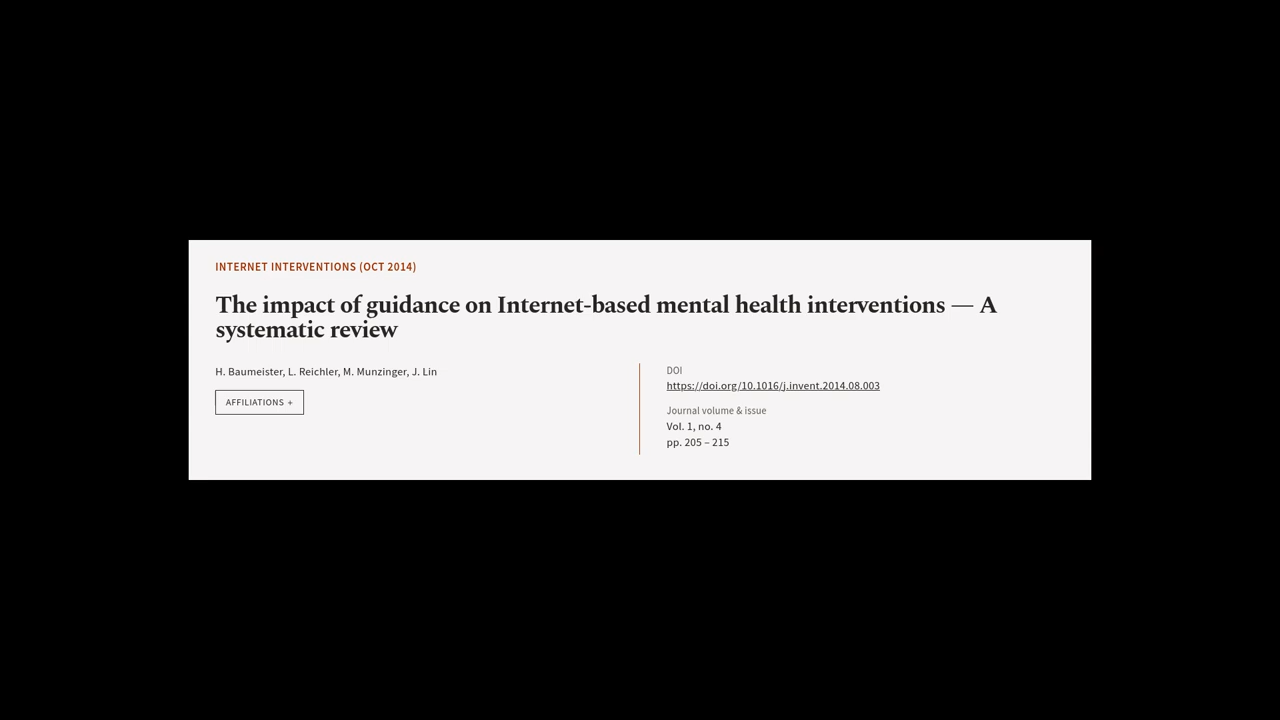 INTERNET INTERVENTIONS (OCT 2014)
The impact of guidance on Internet-based mental health interventions — A
systematic review
H. Baumeister, L. Reichler, M. Munzinger, J. Lin
AFFILIATIONS +
DOI
https://doi.org/10.1016/j.invent.2014.08.003
Journal volume & issue
Vol. 1, no. 4
pp. 205 – 215